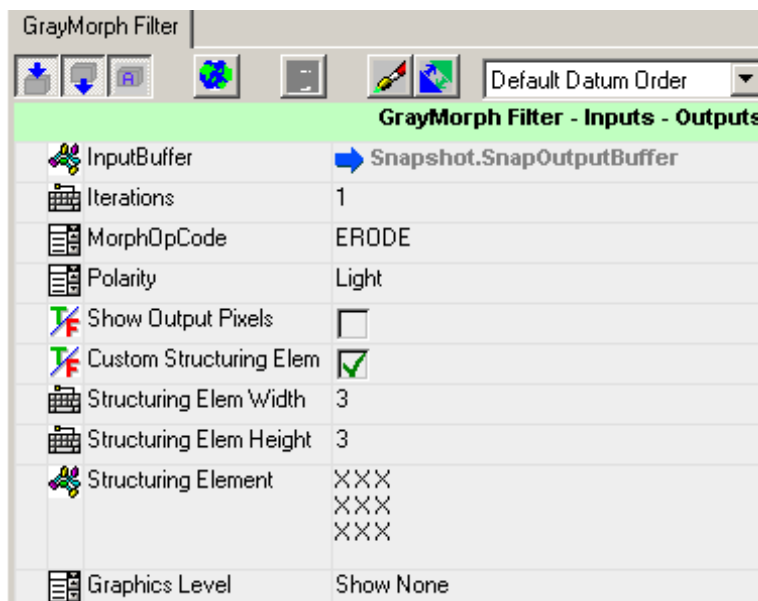 GrayMorph Filter
Default Datum Order
GrayMorph Filter - Inputs - Outputs
InputBuffer Snapshot.SnapOutputBuffer
Iterations 1
MorphOpCode ERODE
Polarity Light
Show Output Pixels
Custom Structuring Elem
Structuring Elem Width 3
Structuring Elem Height 3
Structuring Element XXX
XXX
XXX
Graphics Level Show None